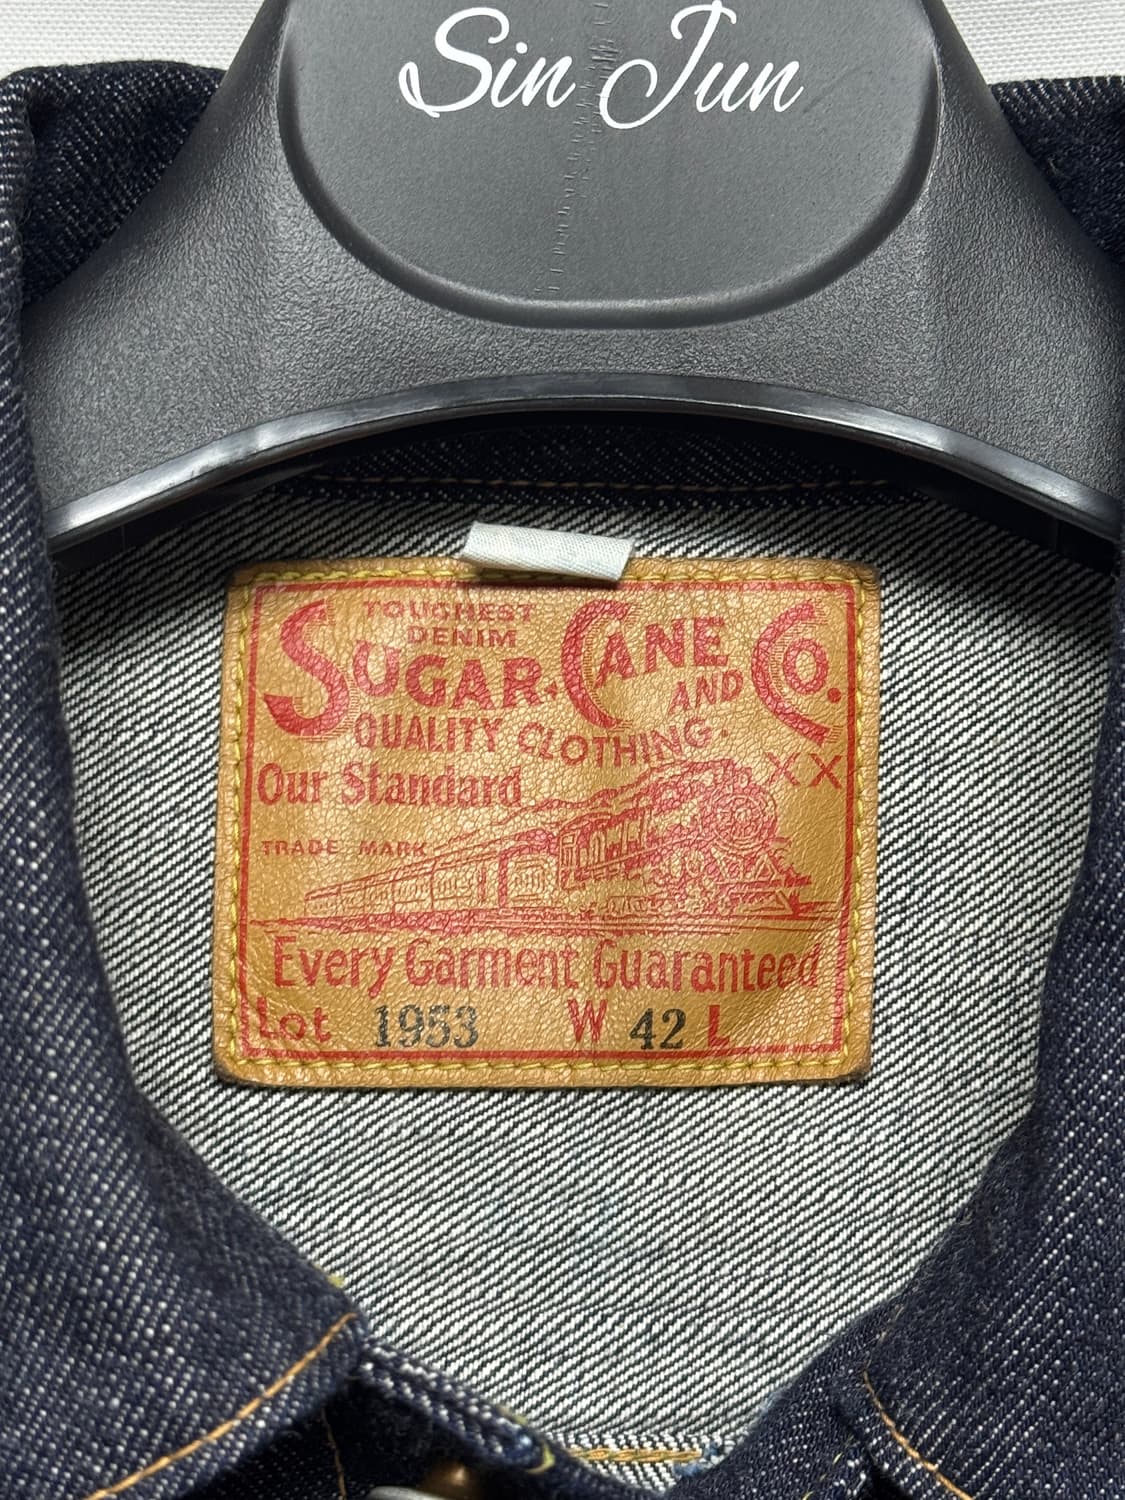 Sin Jun
TOUGHEST
DENIM
SUGAR CANE AND CO.
QUALITY CLOTHING.
Our Standard
XX
TRADE MARK
Every Garment Guaranteed
Lot 1953 W 42 L